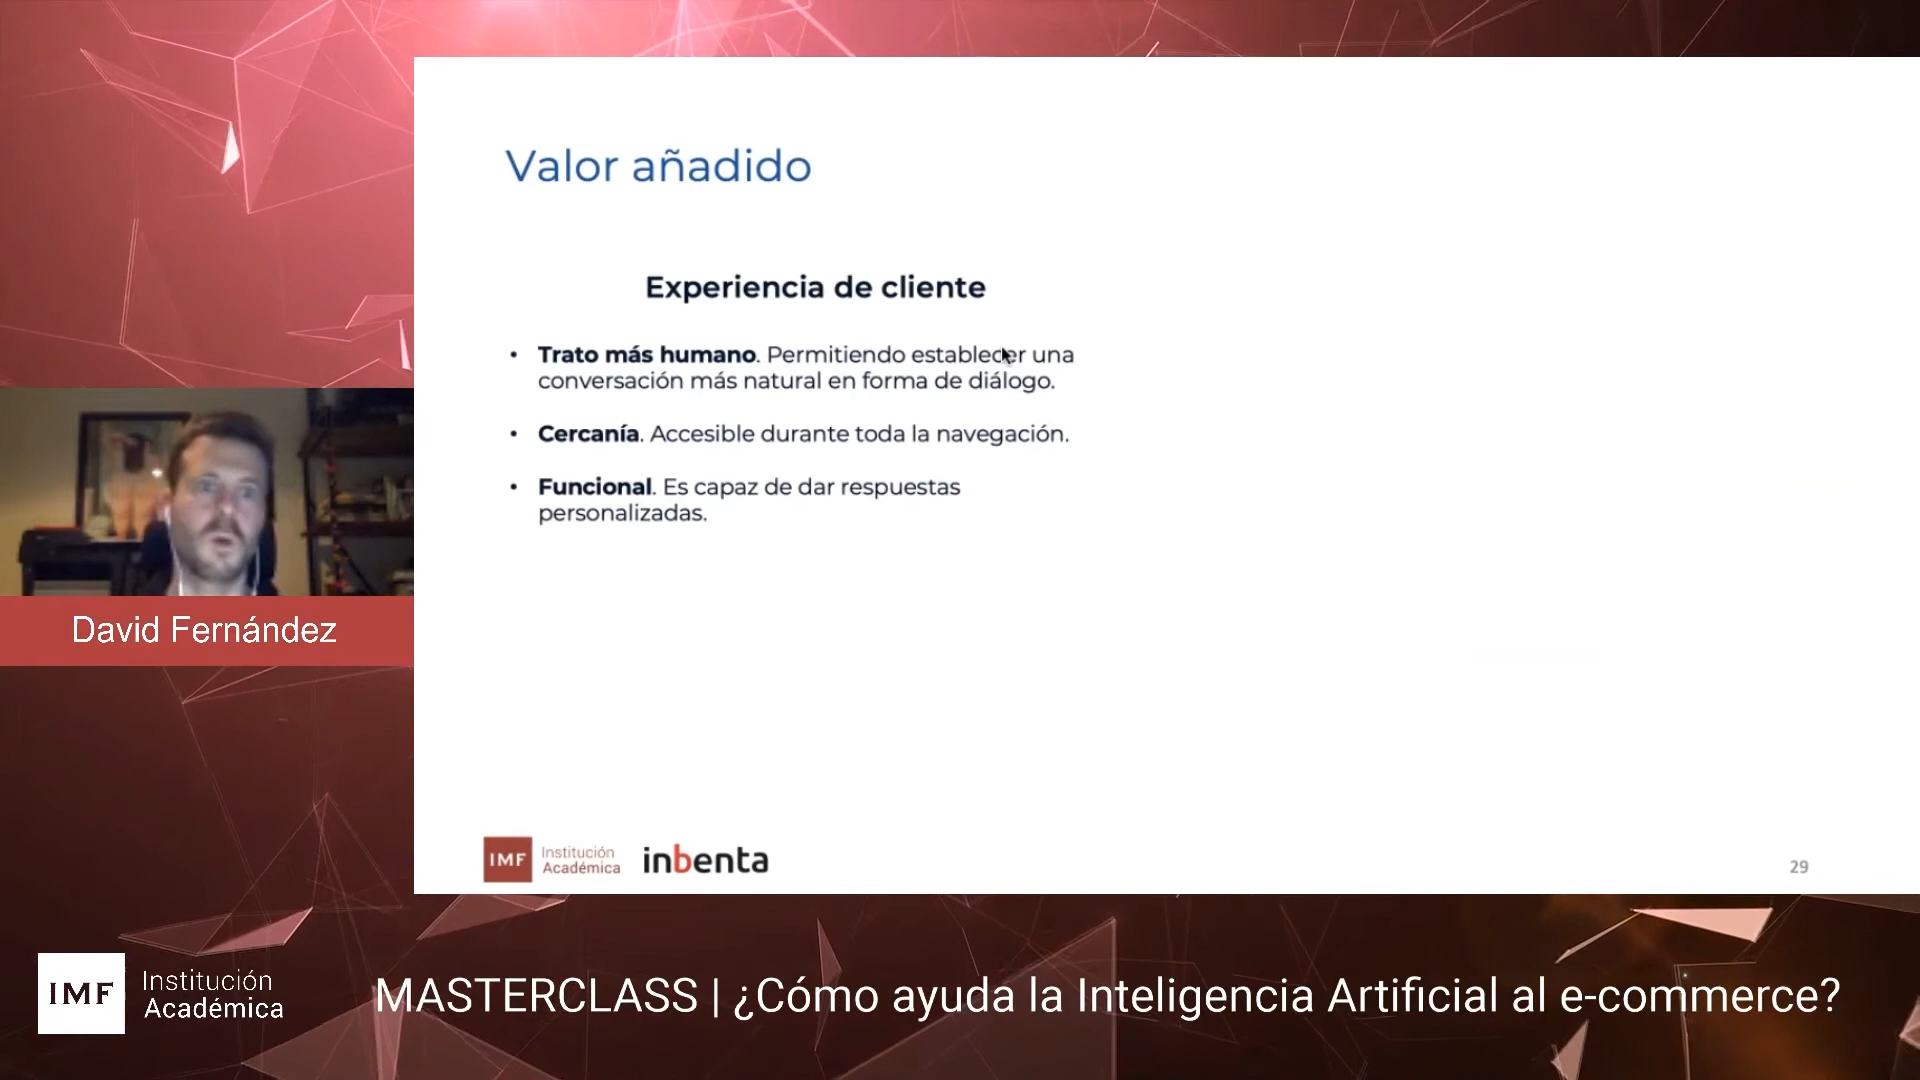 Valor añadido
Experiencia de cliente
• Trato más humano. Permitiendo establecer una
conversación más natural en forma de diálogo.
• Cercanía. Accesible durante toda la navegación.
• Funcional. Es capaz de dar respuestas
personalizadas.
David Fernández
IMF Institución
Académica
inbenta
29
IMF Institución
Académica
MASTERCLASS | ¿Cómo ayuda la Inteligencia Artificial al e-commerce?